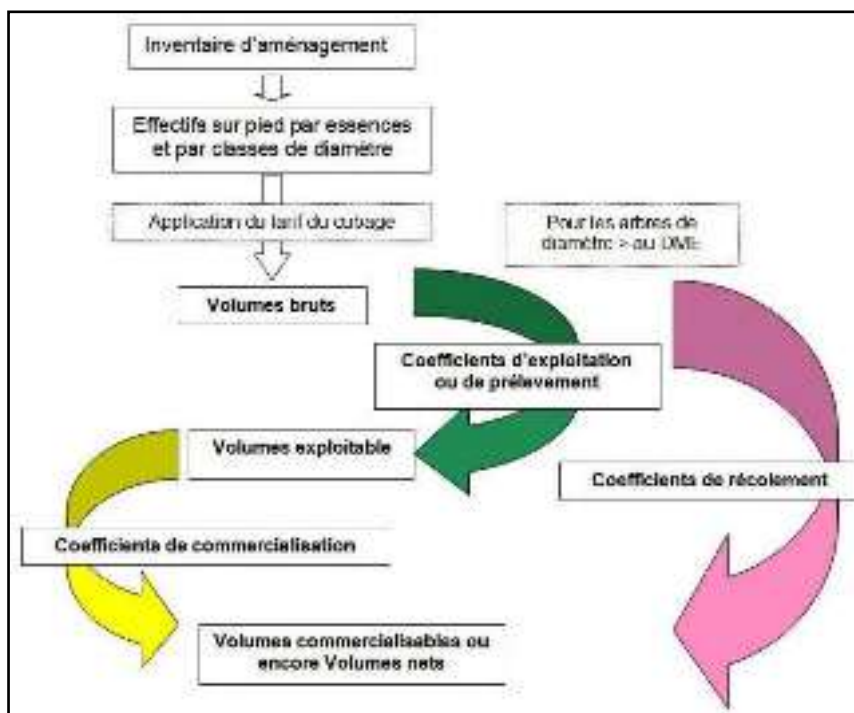 Inventaire d'aménagement
Effectifs sur pied par essences
et par classes de diamètre
Application du tarif du cubage
Pour les arbres de
diamètre > au DME
Volumes bruts
Coefficients d'exploitation
ou de prélevement
Volumes exploitable
Coefficients de récolement
Coefficients de commercialisation
Volumes commercialisables ou
encore Volumes nets